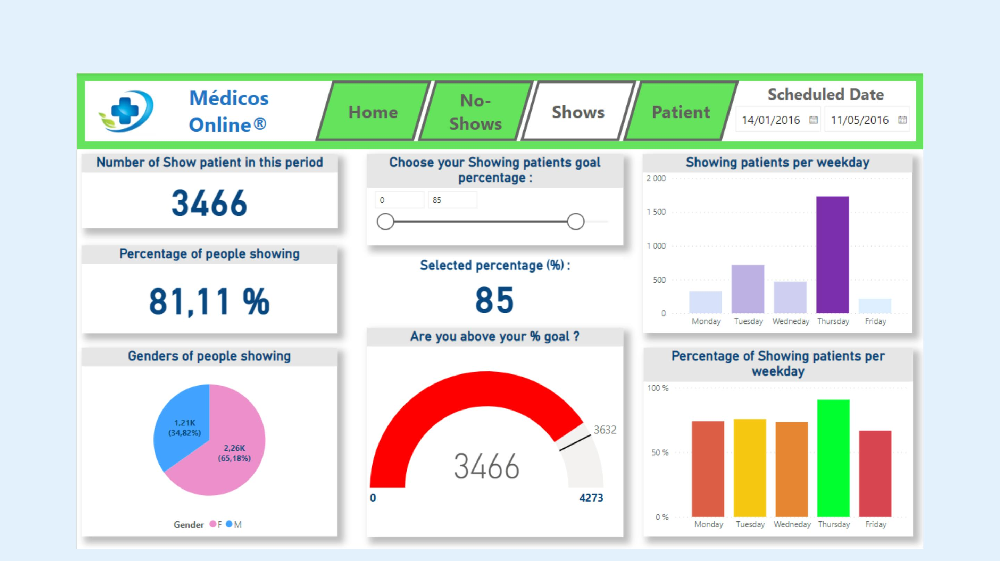 Médicos
Online®
Home
No-
Shows
Shows
Patient
Scheduled Date
14/01/2016
11/05/2016
Number of Show patient in this period
3466
Percentage of people showing
81,11 %
Genders of people showing
1,21K
(34,82%)
2,26K
(65,18%)
Gender F M
Choose your Showing patients goal
percentage :
0
85
Selected percentage (%) :
85
Are you above your % goal ?
3632
3466
0
4273
Showing patients per weekday
2 000
1 500
1 000
500
0
Monday Tuesday Wedneday Thursday Friday
Percentage of Showing patients per
weekday
100 %
50 %
0 %
Monday Tuesday Wedneday Thursday Friday